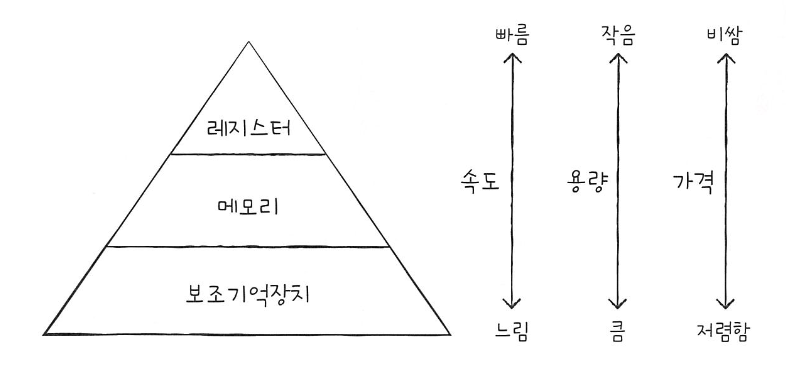 빠름 작음 비쌈
레지스터
속도 용량 가격
메모리
보조기억장치
느림 큼 저렴함